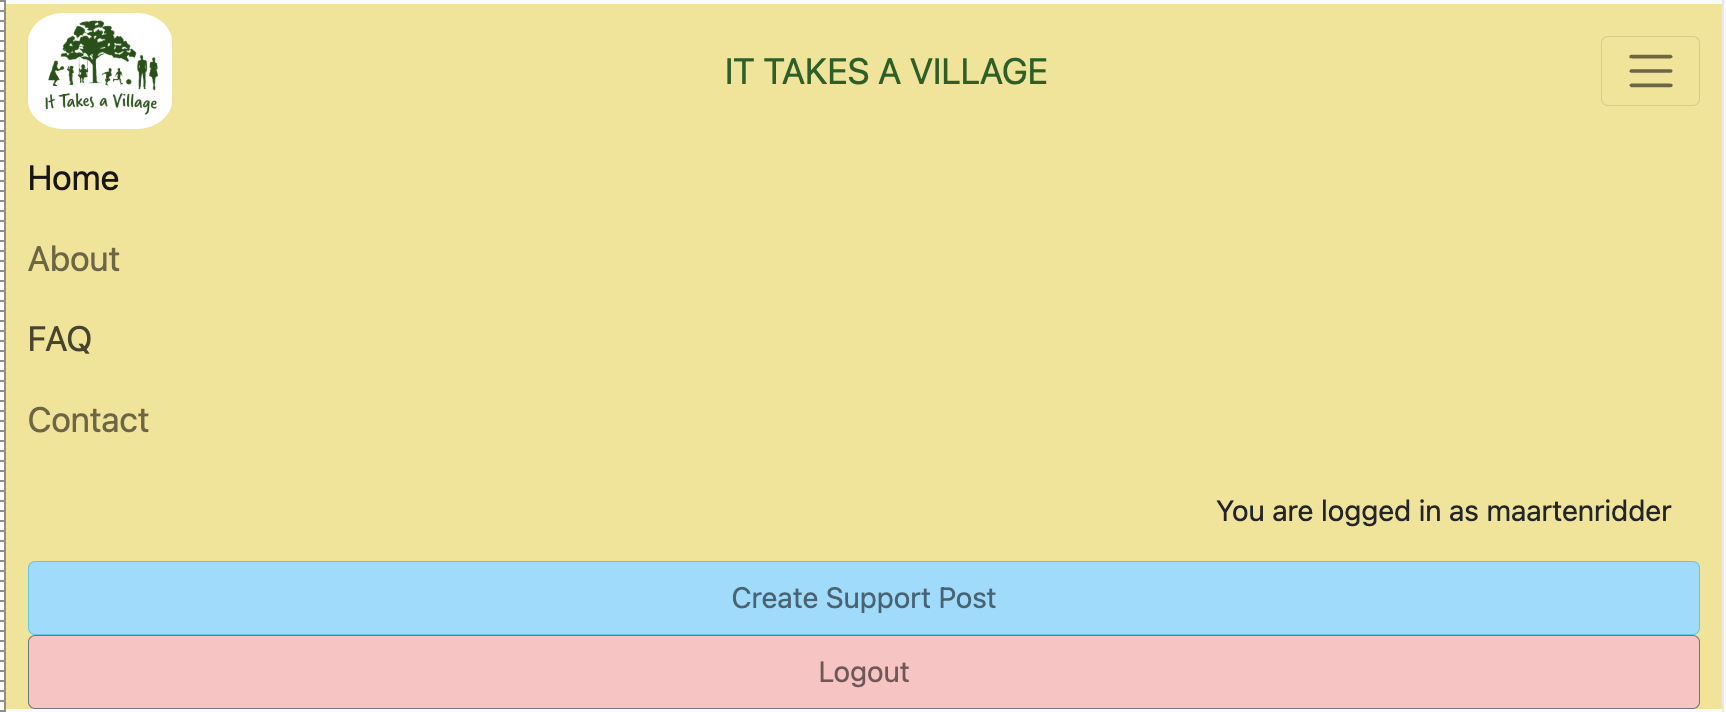 It Takes a Village
IT TAKES A VILLAGE
Home
About
FAQ
Contact
You are logged in as maartenridder
Create Support Post
Logout